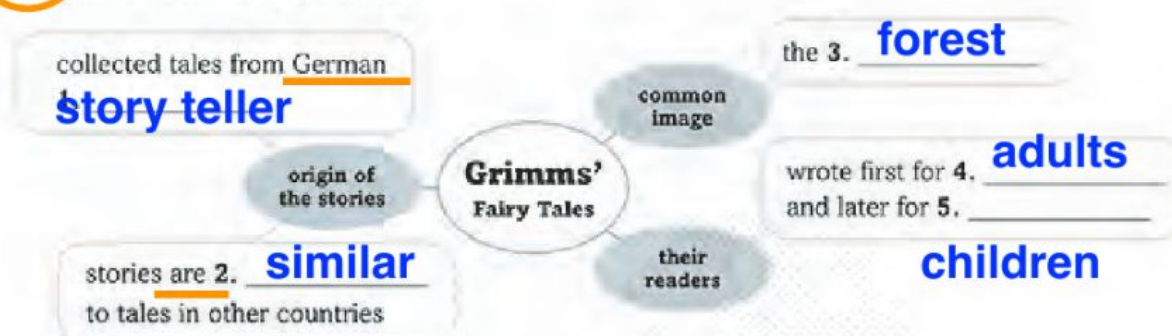 collected tales from German
1. story teller
origin of
the stories
stories are 2. similar
to tales in other countries
Grimms'
Fairy Tales
common
image
the 3. forest
wrote first for 4. adults
and later for 5.
children
their
readers